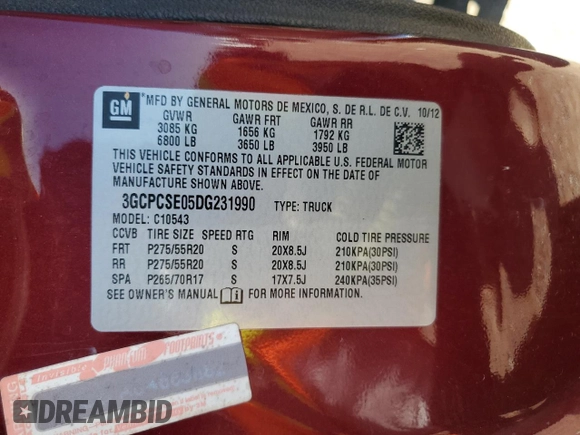 GM
MFD BY GENERAL MOTORS DE MEXICO, S. DE R.L. DE C.V. 10/12
GVWR GAWR FRT GAWR RR
3085 KG 1656 KG 1792 KG
6800 LB 3650 LB 3950 LB
THIS VEHICLE CONFORMS TO ALL APPLICABLE U.S. FEDERAL MOTOR
VEHICLE SAFETY STANDARDS IN EFFECT ON THE DATE OF MANUFACTURE
SHOWN ABOVE.
3GCPCSE05DG231990 TYPE: TRUCK
MODEL: C10543
CCVB TIRE SIZE SPEED RTG RIM COLD TIRE PRESSURE
FRT P275/55R20 S 20X8.5J 210KPA(30PSI)
RR P275/55R20 S 20X8.5J 210KPA(30PSI)
SPA P265/70R17 S 17X7.5J 240KPA(35PSI)
SEE OWNER'S MANUAL FOR MORE INFORMATION.
DREAMBID